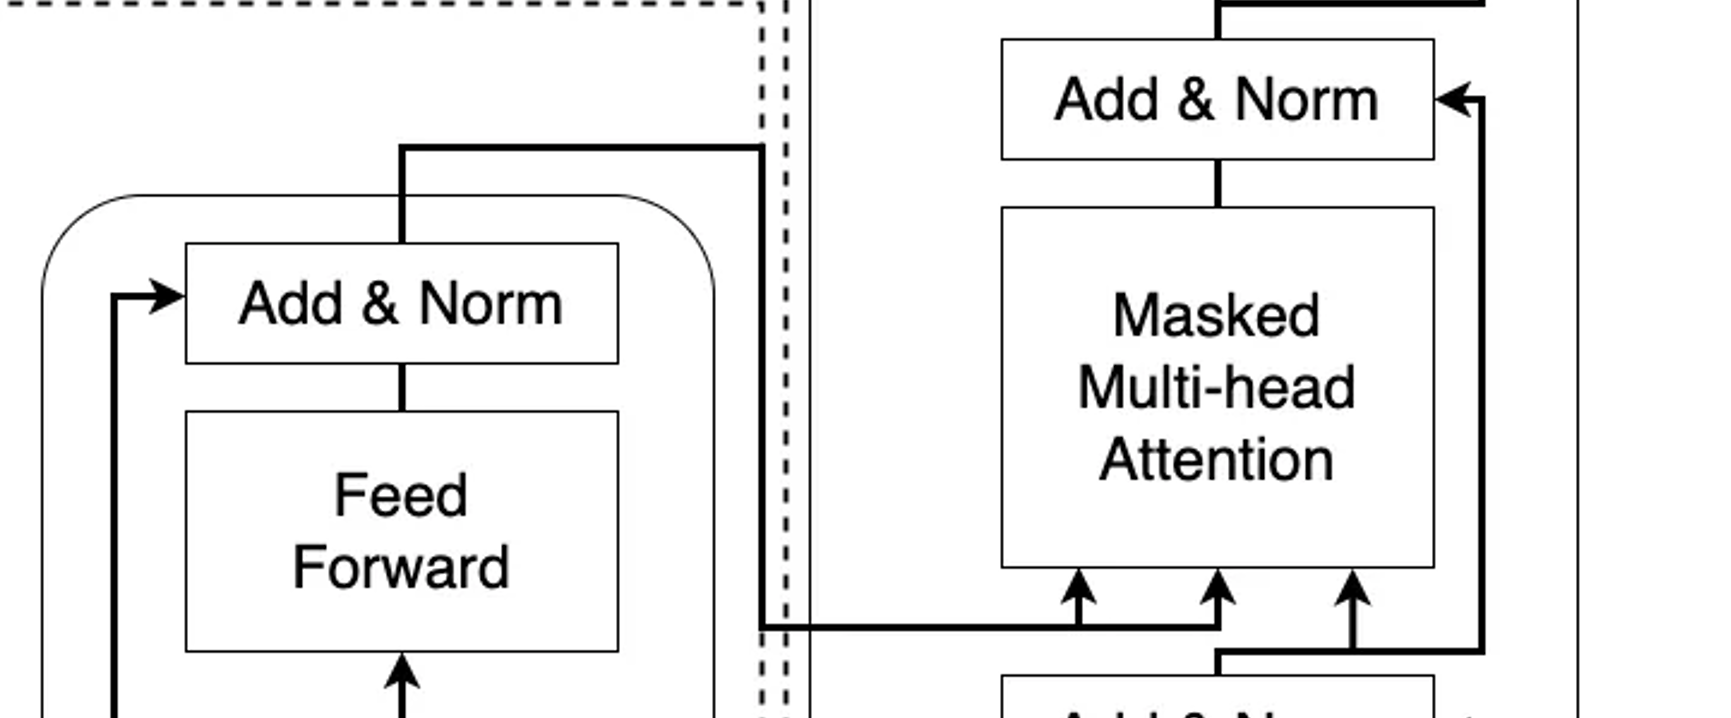 Add & Norm
Feed
Forward
Add & Norm
Masked
Multi-head
Attention